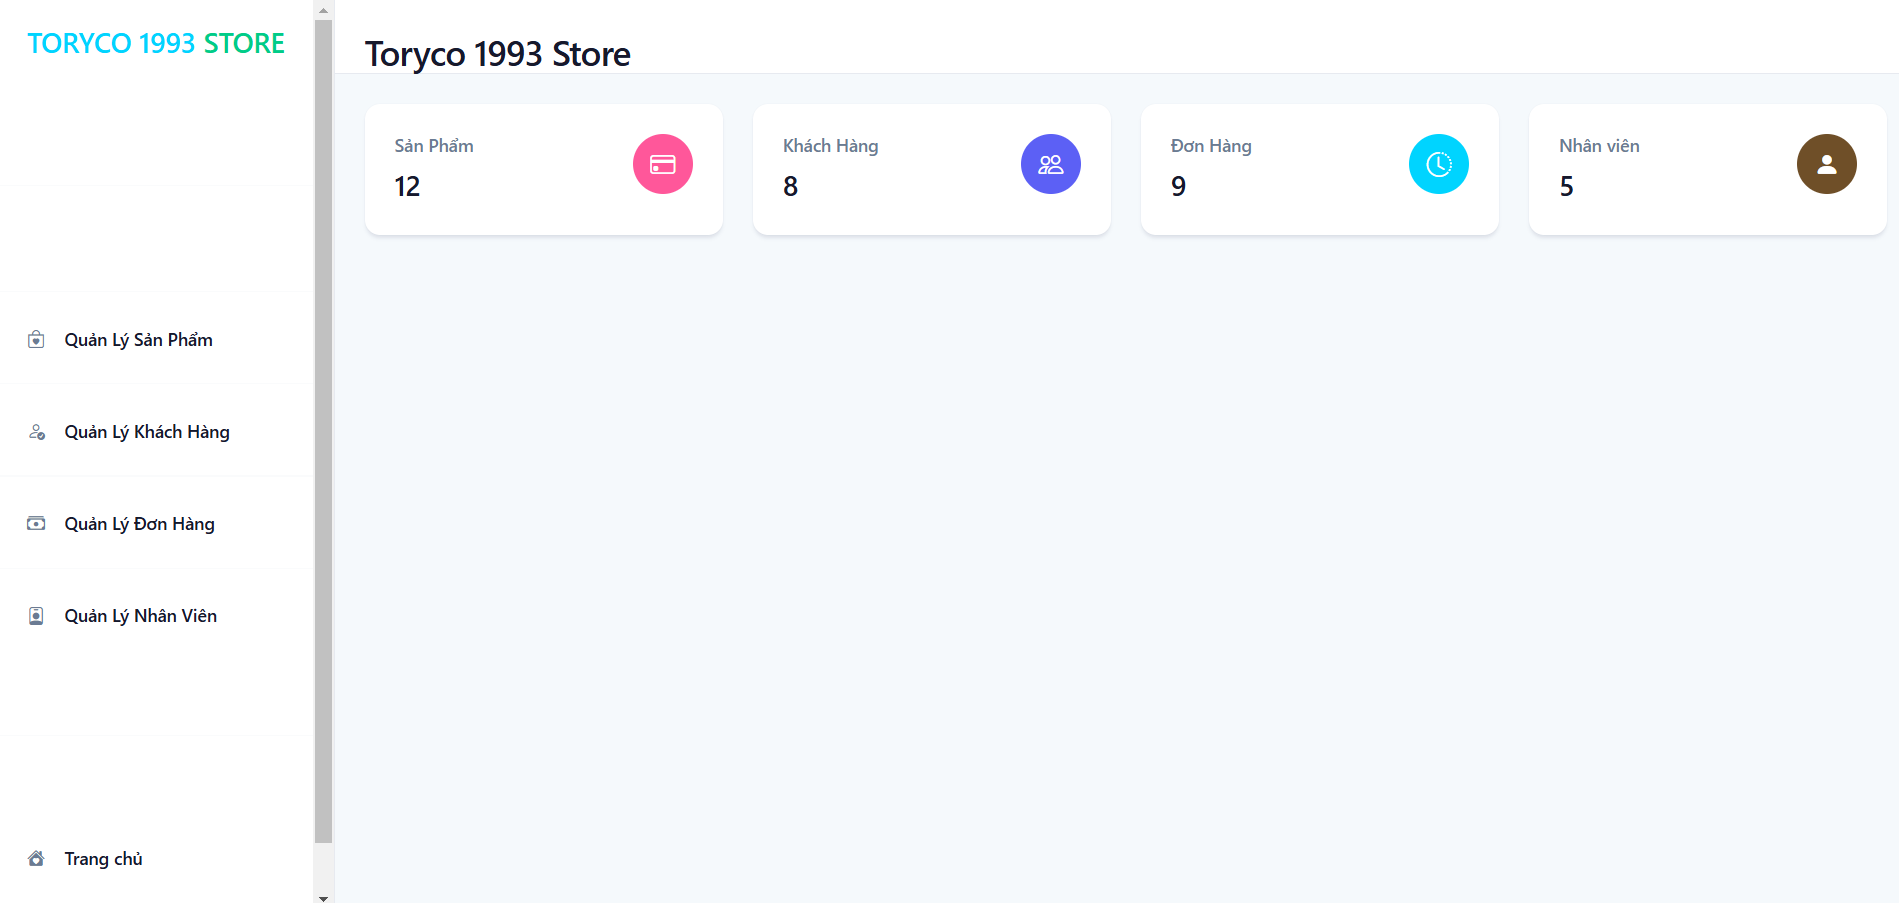 TORYCO 1993 STORE
Quản Lý Sản Phẩm
Quản Lý Khách Hàng
Quản Lý Đơn Hàng
Quản Lý Nhân Viên
Trang chủ
Toryco 1993 Store
Sản Phẩm
12
Khách Hàng
8
Đơn Hàng
9
Nhân viên
5